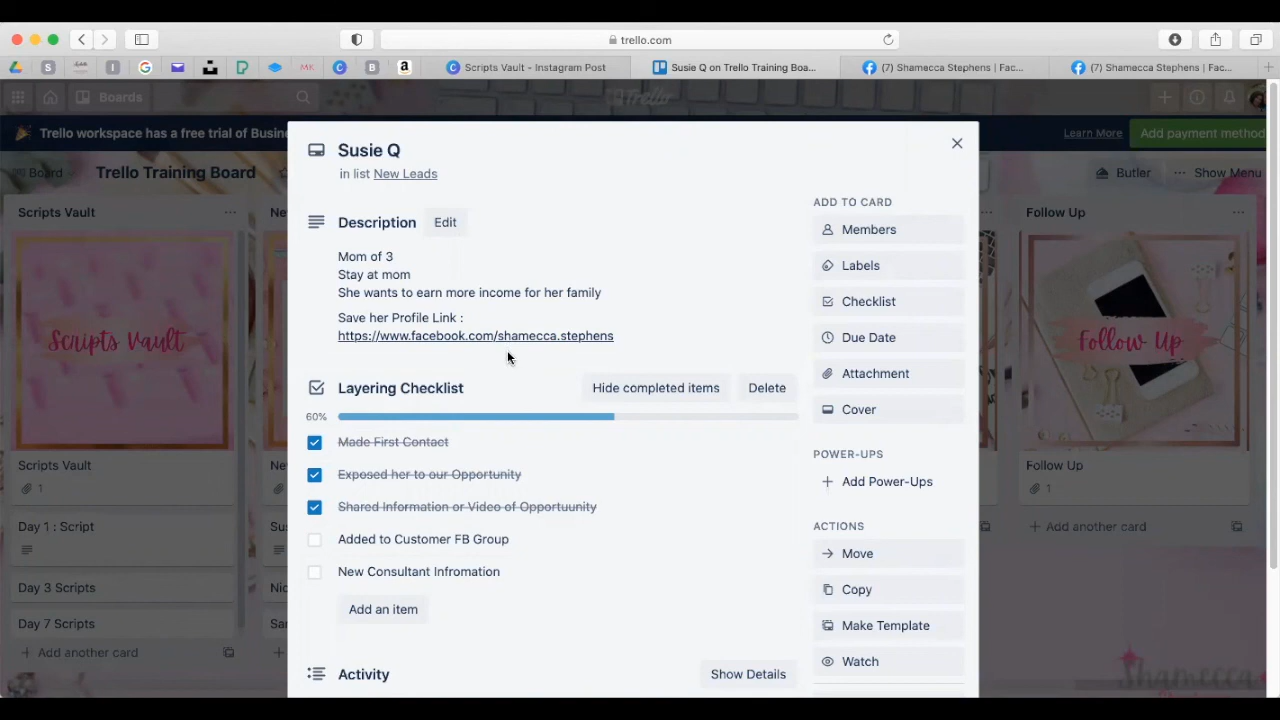 trello.com
Scripts Vault - Instagram Post
Susie Q on Trello Training Boa...
(7) Shamecca Stephens | Fac...
(7) Shamecca Stephens | Fac...
Boards
Trello
Trello workspace has a free trial of Busine
Learn More
Add payment method
Board
Trello Training Board
Butler
Show Menu
Scripts Vault
Scripts Vault
Scripts Vault
1
Day 1 : Script
Day 3 Scripts
Day 7 Scripts
Add another card
Susie Q
in list New Leads
Description
Edit
Mom of 3
Stay at mom
She wants to earn more income for her family
Save her Profile Link :
https://www.facebook.com/shamecca.stephens
Layering Checklist
Hide completed items
Delete
60%
Made First Contact
Exposed her to our Opportunity
Shared Information or Video of Opportuunity
Added to Customer FB Group
New Consultant Infromation
Add an item
Activity
Show Details
ADD TO CARD
Members
Labels
Checklist
Due Date
Attachment
Cover
POWER-UPS
Add Power-Ups
ACTIONS
Move
Copy
Make Template
Watch
Follow Up
Follow Up
Follow Up
1
Add another card
Shamecca